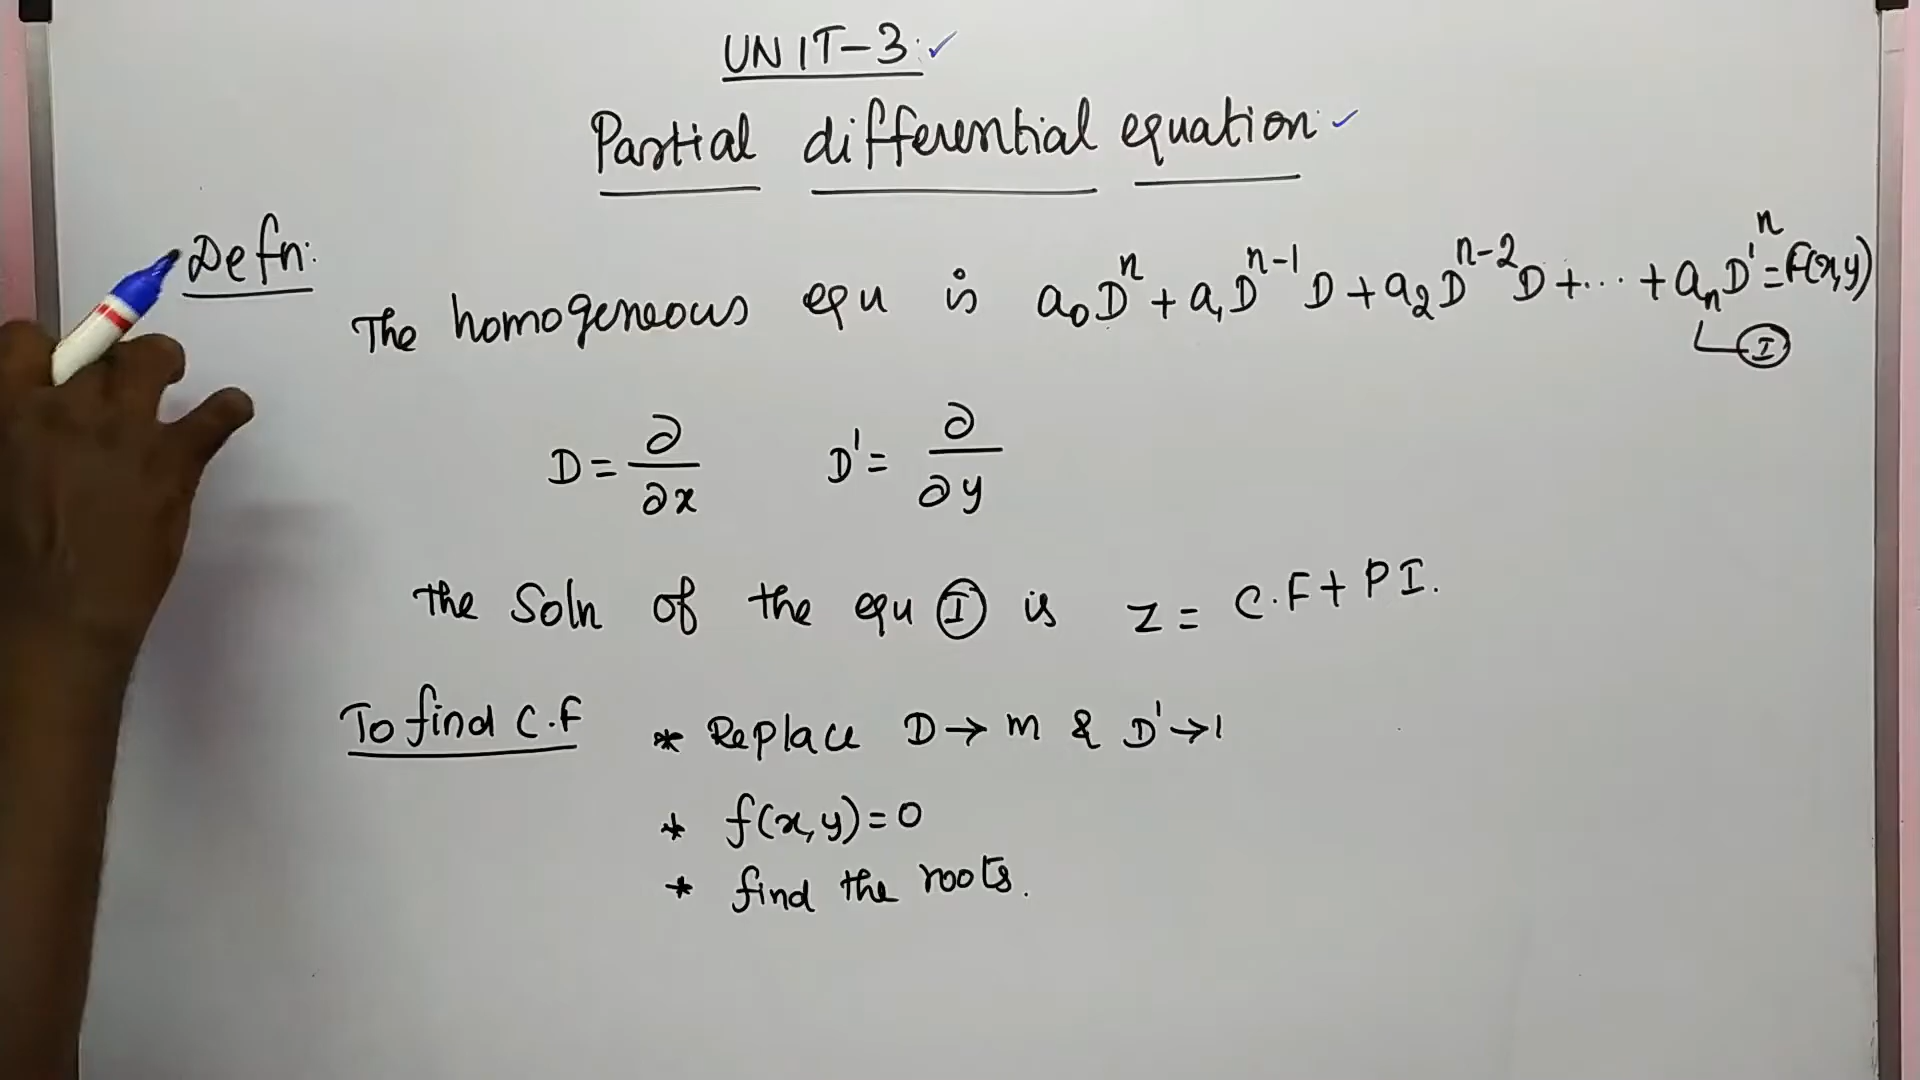 UNIT-3:
Partial differential equation:
Defn:
The homogeneous equ is a₀Dⁿ + a₁Dⁿ⁻¹D + a₂Dⁿ⁻²D + ... + aₙD'ⁿ = f(x,y)
I
D = ∂/∂x D' = ∂/∂y
the Soln of the equ Ⓘ is z = C.F + PI.
To find C.F * Replace D → m & D' → 1
* f(x,y)=0
* find the roots.